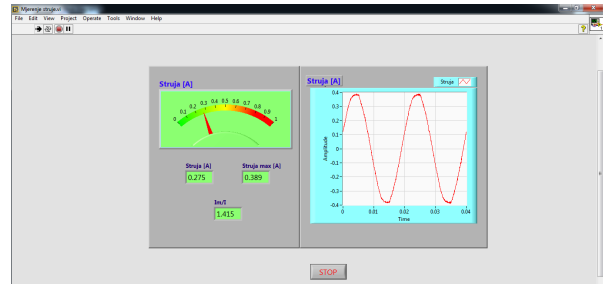 Mjerenje struje.vi
File Edit View Project Operate Tools Window Help
Struja [A]
0 0.1 0.2 0.3 0.4 0.5 0.6 0.7 0.8 0.9 1
Struja [A] Struja max [A]
0.275 0.389
Im/I
1.415
Struja [A]
Struja
Amplitude
0.4
0.3
0.2
0.1
0
-0.1
-0.2
-0.3
-0.4
0 0.01 0.02 0.03 0.04
Time
STOP